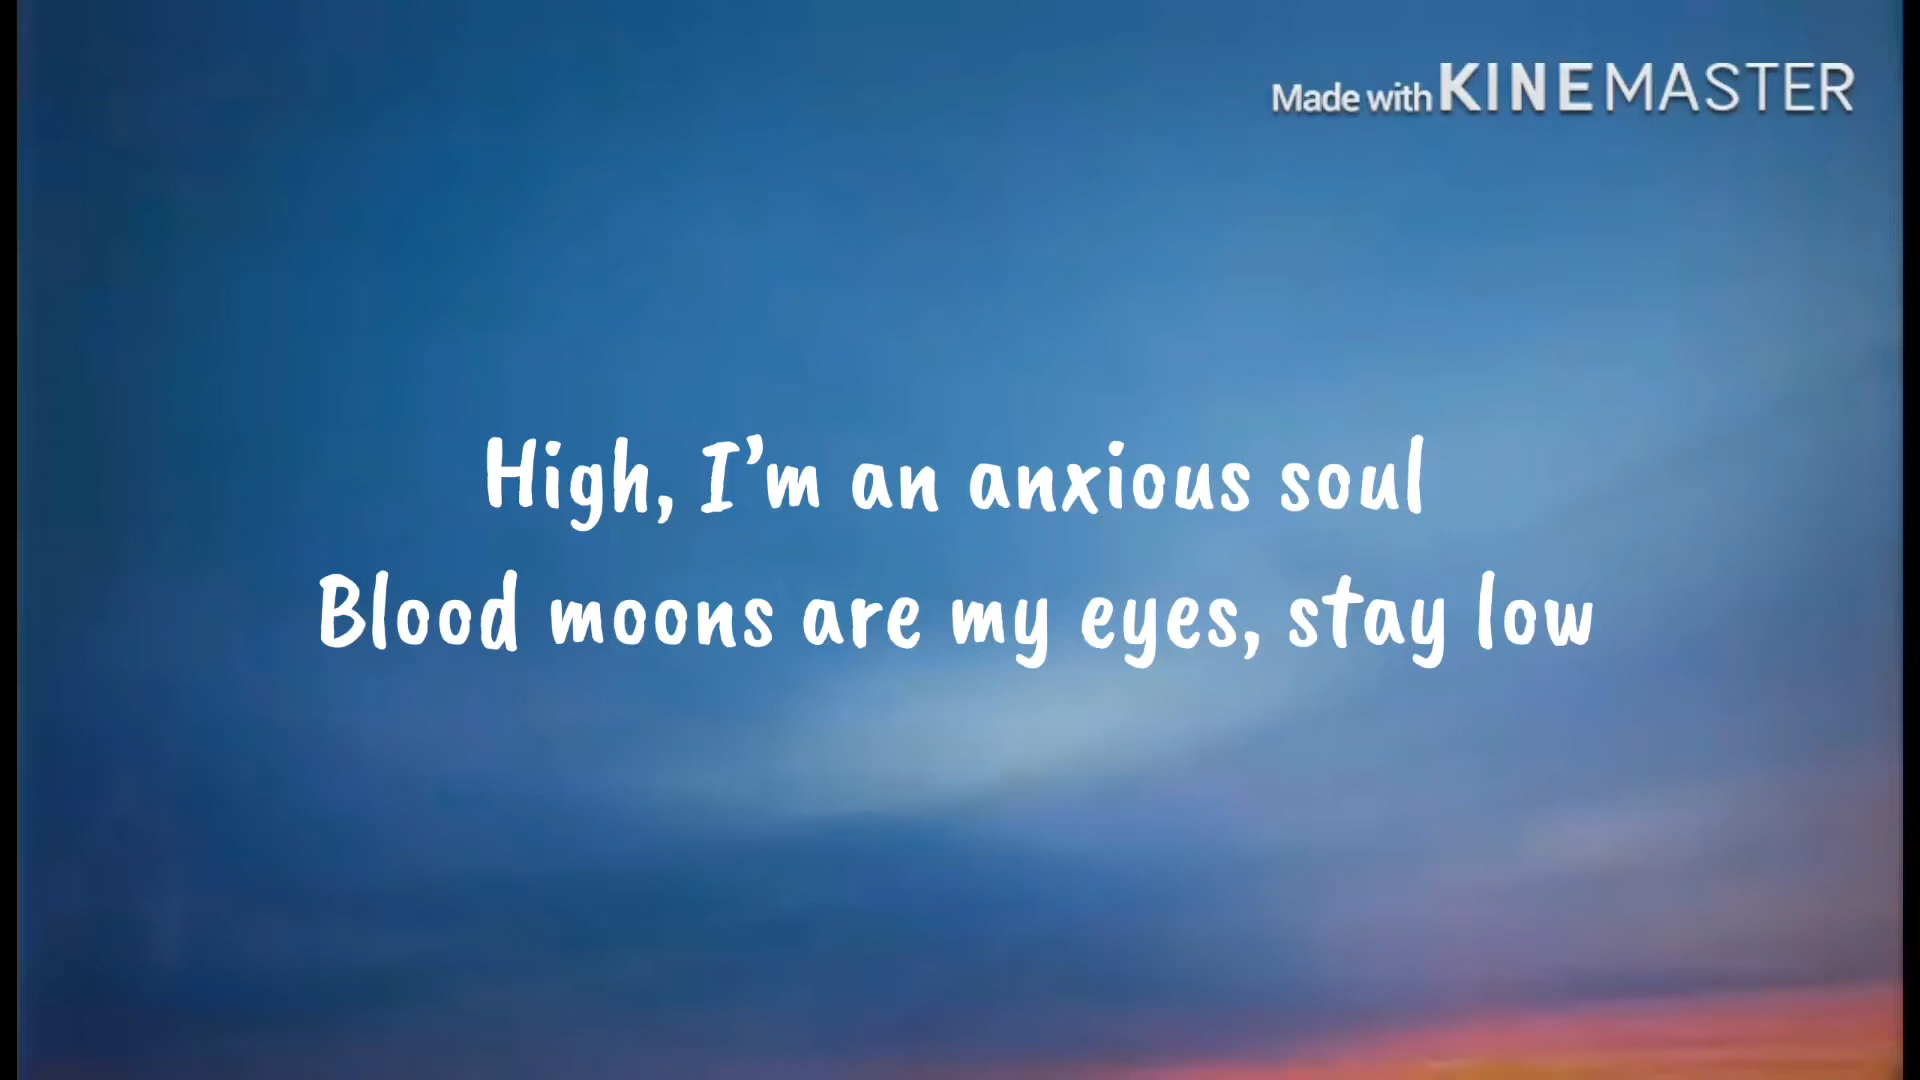 Made with KINEMASTER
High, I’m an anxious soul
Blood moons are my eyes, stay low